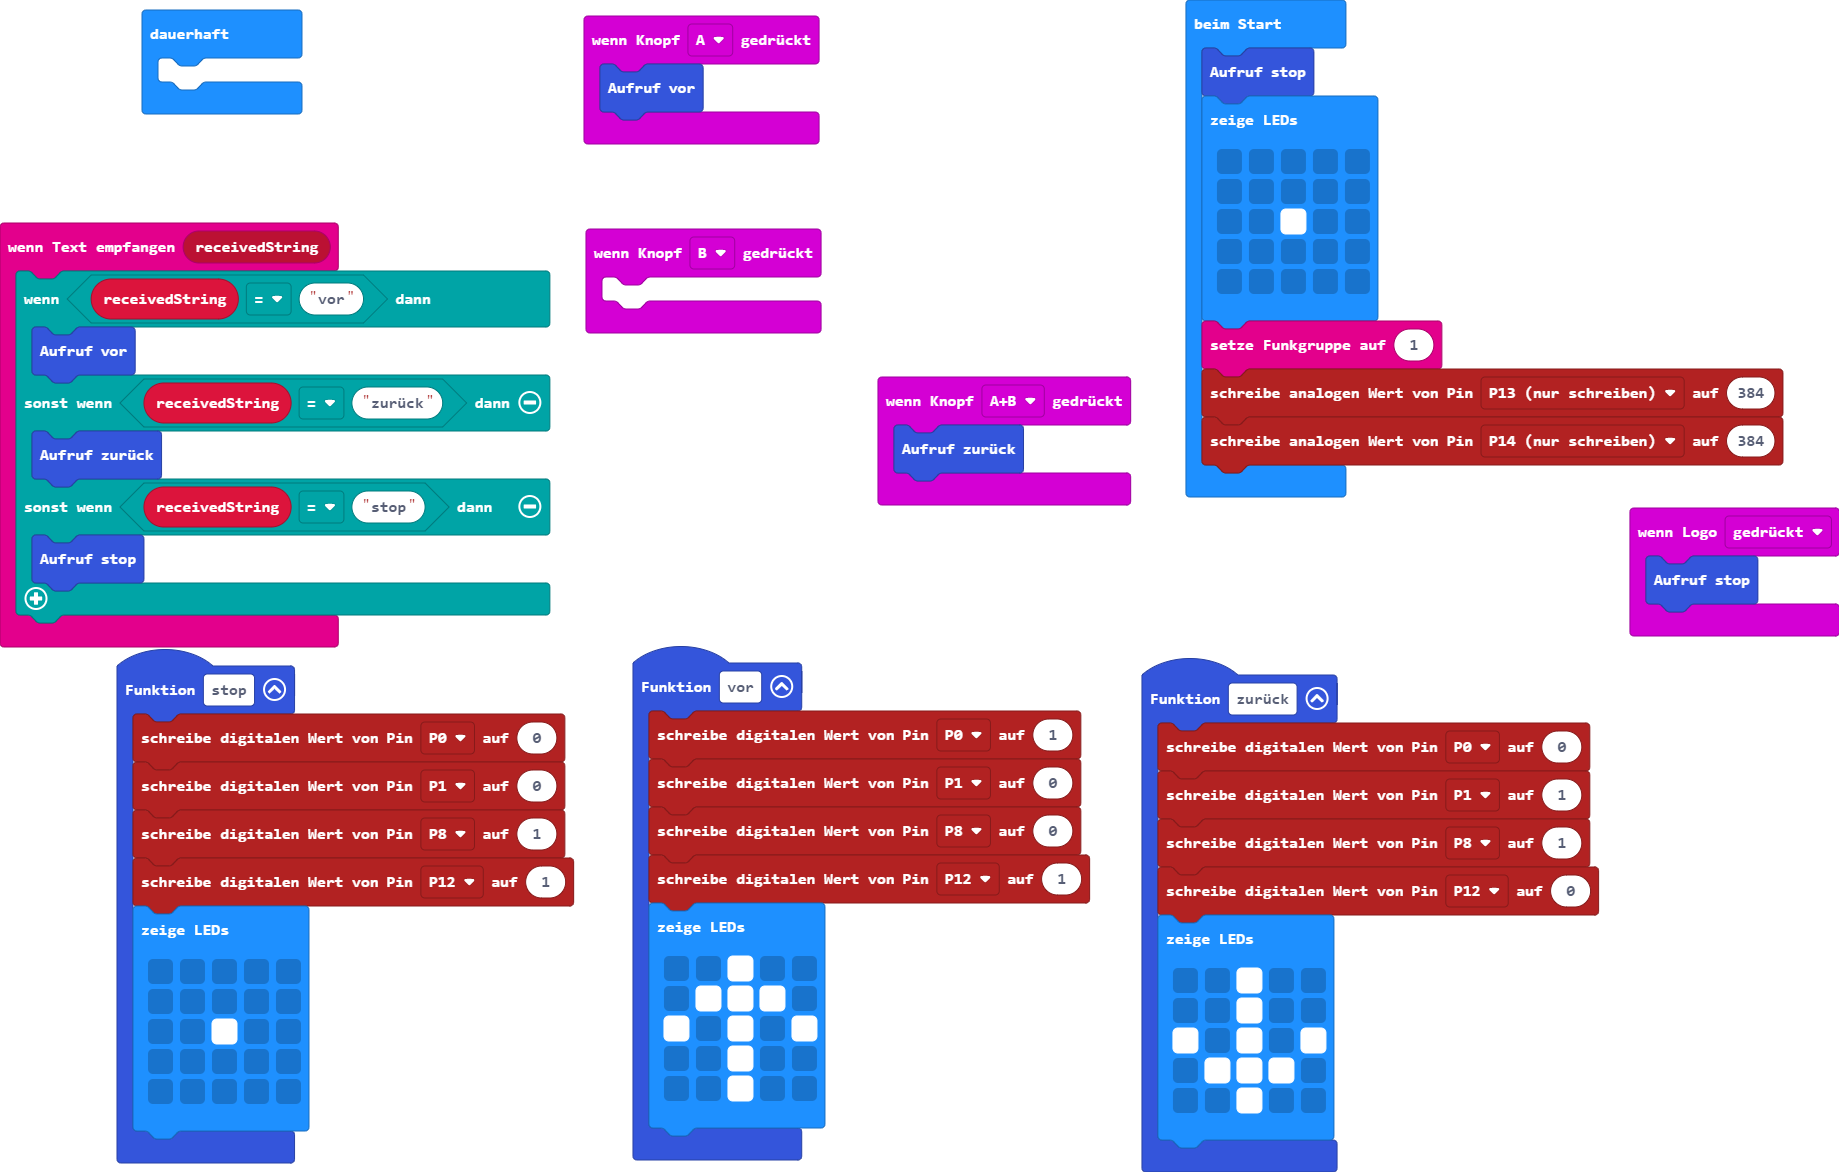 dauerhaft
wenn Knopf A gedrückt
Aufruf vor
beim Start
Aufruf stop
zeige LEDs
setze Funkgruppe auf 1
schreibe analogen Wert von Pin P13 (nur schreiben) auf 384
schreibe analogen Wert von Pin P14 (nur schreiben) auf 384
wenn Text empfangen receivedString
wenn receivedString = "vor" dann
Aufruf vor
sonst wenn receivedString = "zurück" dann
Aufruf zurück
sonst wenn receivedString = "stop" dann
Aufruf stop
wenn Knopf B gedrückt
wenn Knopf A+B gedrückt
Aufruf zurück
wenn Logo gedrückt
Aufruf stop
Funktion stop
schreibe digitalen Wert von Pin P0 auf 0
schreibe digitalen Wert von Pin P1 auf 0
schreibe digitalen Wert von Pin P8 auf 1
schreibe digitalen Wert von Pin P12 auf 1
zeige LEDs
Funktion vor
schreibe digitalen Wert von Pin P0 auf 1
schreibe digitalen Wert von Pin P1 auf 0
schreibe digitalen Wert von Pin P8 auf 0
schreibe digitalen Wert von Pin P12 auf 1
zeige LEDs
Funktion zurück
schreibe digitalen Wert von Pin P0 auf 0
schreibe digitalen Wert von Pin P1 auf 1
schreibe digitalen Wert von Pin P8 auf 1
schreibe digitalen Wert von Pin P12 auf 0
zeige LEDs